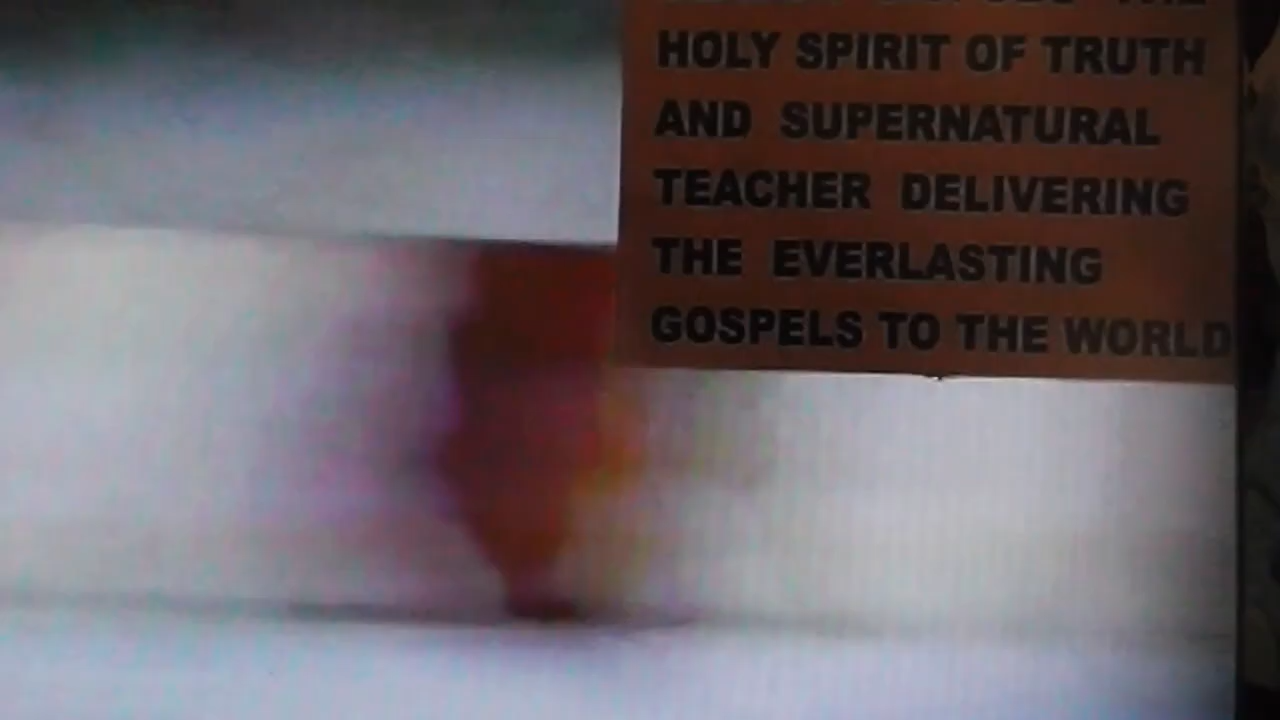 HOLY SPIRIT OF TRUTH
AND SUPERNATURAL
TEACHER DELIVERING
THE EVERLASTING
GOSPELS TO THE WORLD